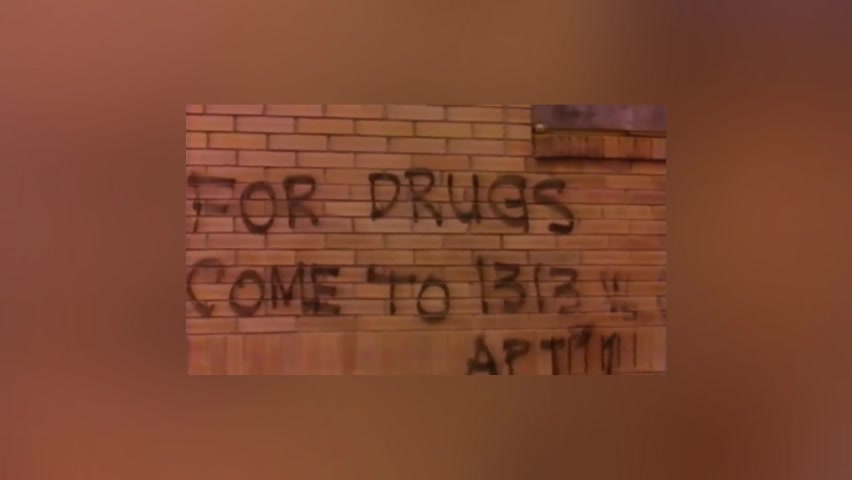 FOR DRUGS
COME TO 1313
APT